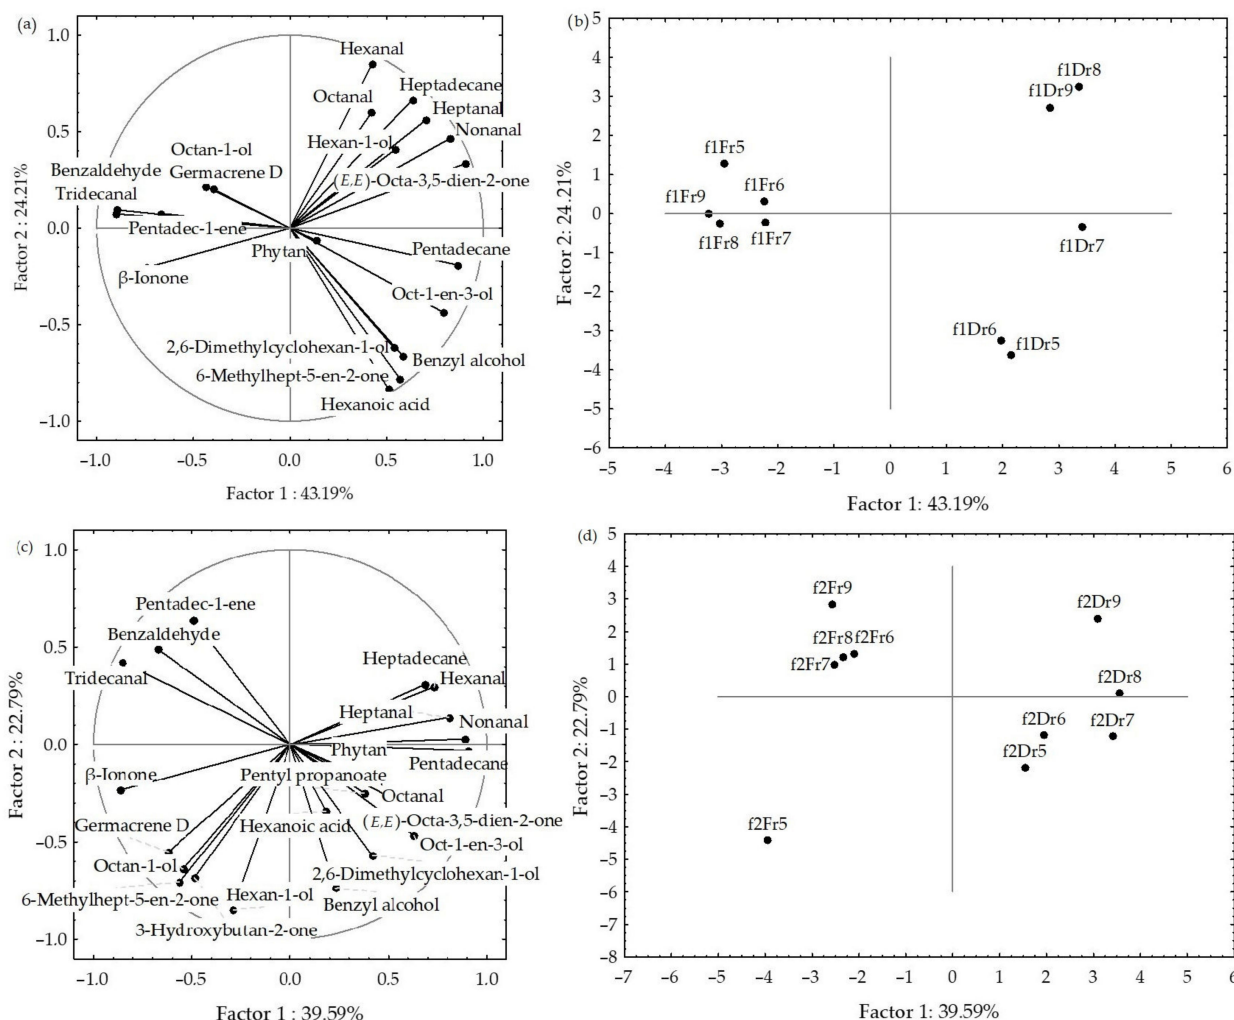 (a)
1.0
0.5
0.0
−0.5
−1.0
Factor 2 : 24.21%
Hexanal
Heptadecane
Octanal
Heptanal
Nonanal
Hexan-1-ol
Octan-1-ol
Benzaldehyde
Germacrene D
(E,E)-Octa-3,5-dien-2-one
Tridecanal
Pentadec-1-ene
Phytan
Pentadecane
β-Ionone
Oct-1-en-3-ol
2,6-Dimethylcyclohexan-1-ol
Benzyl alcohol
6-Methylhept-5-en-2-one
Hexanoic acid
−1.0 −0.5 0.0 0.5 1.0
Factor 1 : 43.19%
(b)
5
4
3
2
1
0
−1
−2
−3
−4
−5
−6
Factor 2: 24.21%
f1Dr8
f1Dr9
f1Fr5
f1Fr9
f1Fr6
f1Fr8
f1Fr7
f1Dr7
f1Dr6
f1Dr5
−5 −4 −3 −2 −1 0 1 2 3 4 5 6
Factor 1: 43.19%
(c)
1.0
0.5
0.0
−0.5
−1.0
Factor 2 : 22.79%
Pentadec-1-ene
Benzaldehyde
Tridecanal
Heptadecane
Hexanal
Heptanal
Nonanal
Phytan
Pentadecane
β-Ionone
Pentyl propanoate
Octanal
Germacrene D
Hexanoic acid
(E,E)-Octa-3,5-dien-2-one
Oct-1-en-3-ol
Octan-1-ol
2,6-Dimethylcyclohexan-1-ol
6-Methylhept-5-en-2-one
Hexan-1-ol
Benzyl alcohol
3-Hydroxybutan-2-one
−1.0 −0.5 0.0 0.5 1.0
Factor 1 : 39.59%
(d)
5
4
3
2
1
0
−1
−2
−3
−4
−5
−6
−7
−8
Factor 2: 22.79%
f2Fr9
f2Dr9
f2Fr8
f2Fr6
f2Fr7
f2Dr8
f2Dr6
f2Dr7
f2Dr5
f2Fr5
−7 −6 −5 −4 −3 −2 −1 0 1 2 3 4 5 6
Factor 1: 39.59%